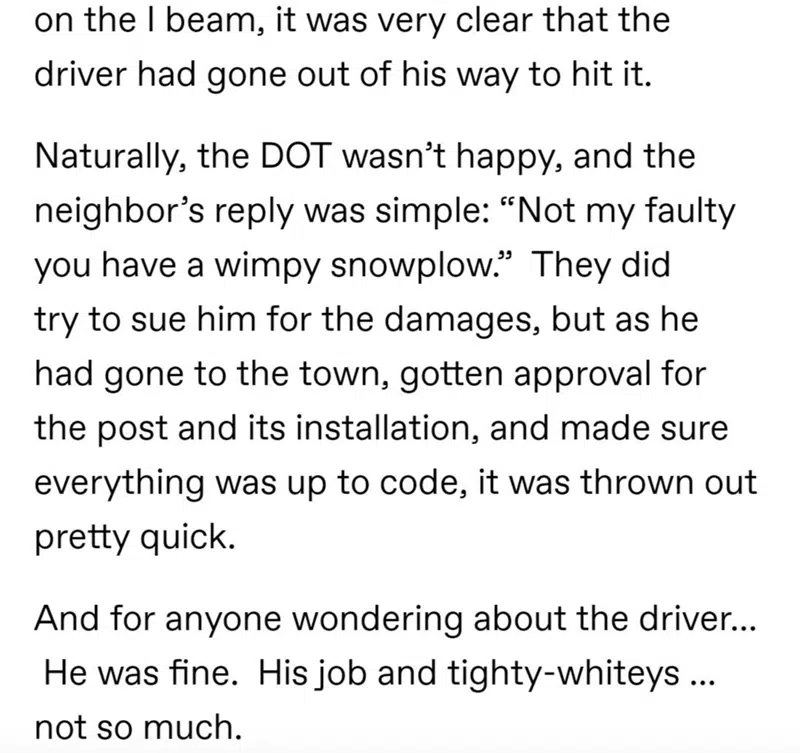 on the I beam, it was very clear that the
driver had gone out of his way to hit it.
Naturally, the DOT wasn’t happy, and the
neighbor’s reply was simple: “Not my faulty
you have a wimpy snowplow.”  They did
try to sue him for the damages, but as he
had gone to the town, gotten approval for
the post and its installation, and made sure
everything was up to code, it was thrown out
pretty quick.
And for anyone wondering about the driver...
He was fine.  His job and tighty-whiteys ...
not so much.